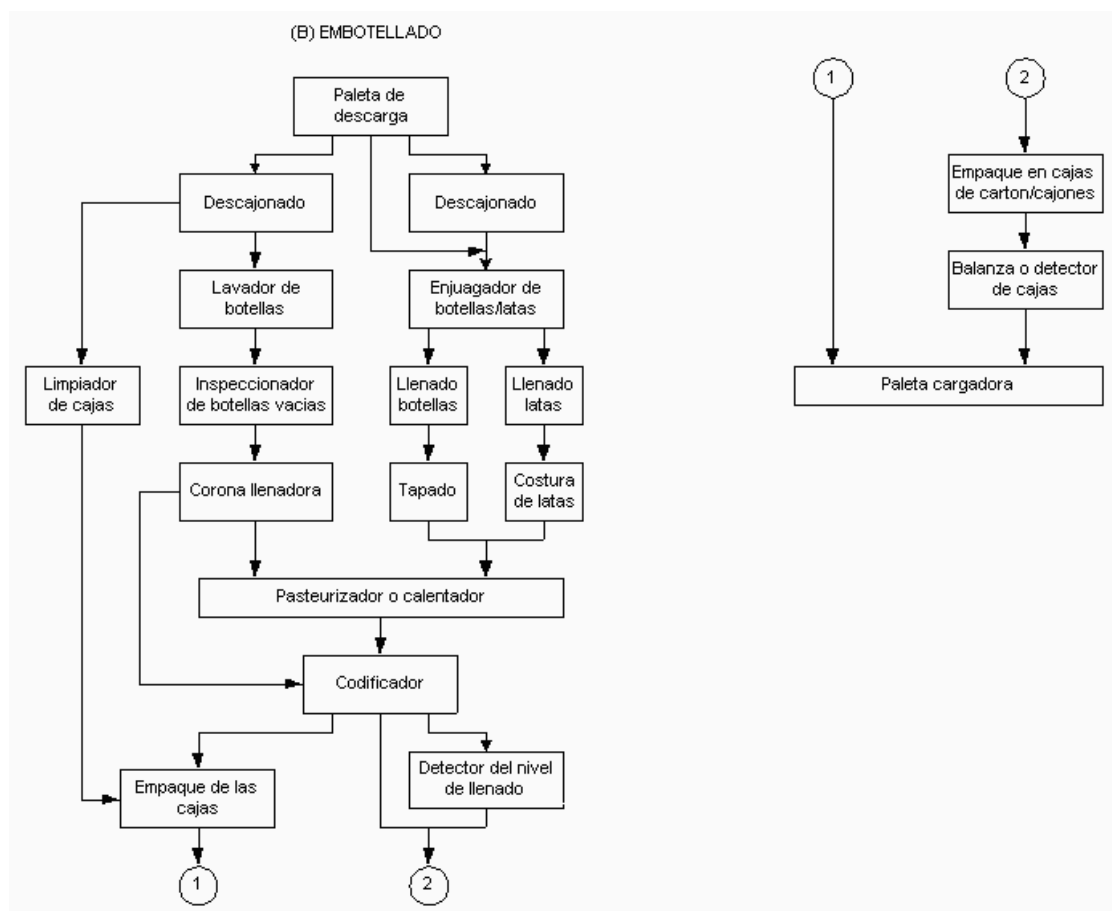 (B) EMBOTELLADO
Paleta de
descarga
Descajonado
Descajonado
Lavador de
botellas
Enjuagador de
botellas/latas
Limpiador
de cajas
Inspeccionador
de botellas vacias
Llenado
botellas
Llenado
latas
Corona llenadora
Tapado
Costura
de latas
Pasteurizador o calentador
Codificador
Empaque de las
cajas
Detector del nivel
de llenado
1
2
1
2
Empaque en cajas
de carton/cajones
Balanza o detector
de cajas
Paleta cargadora